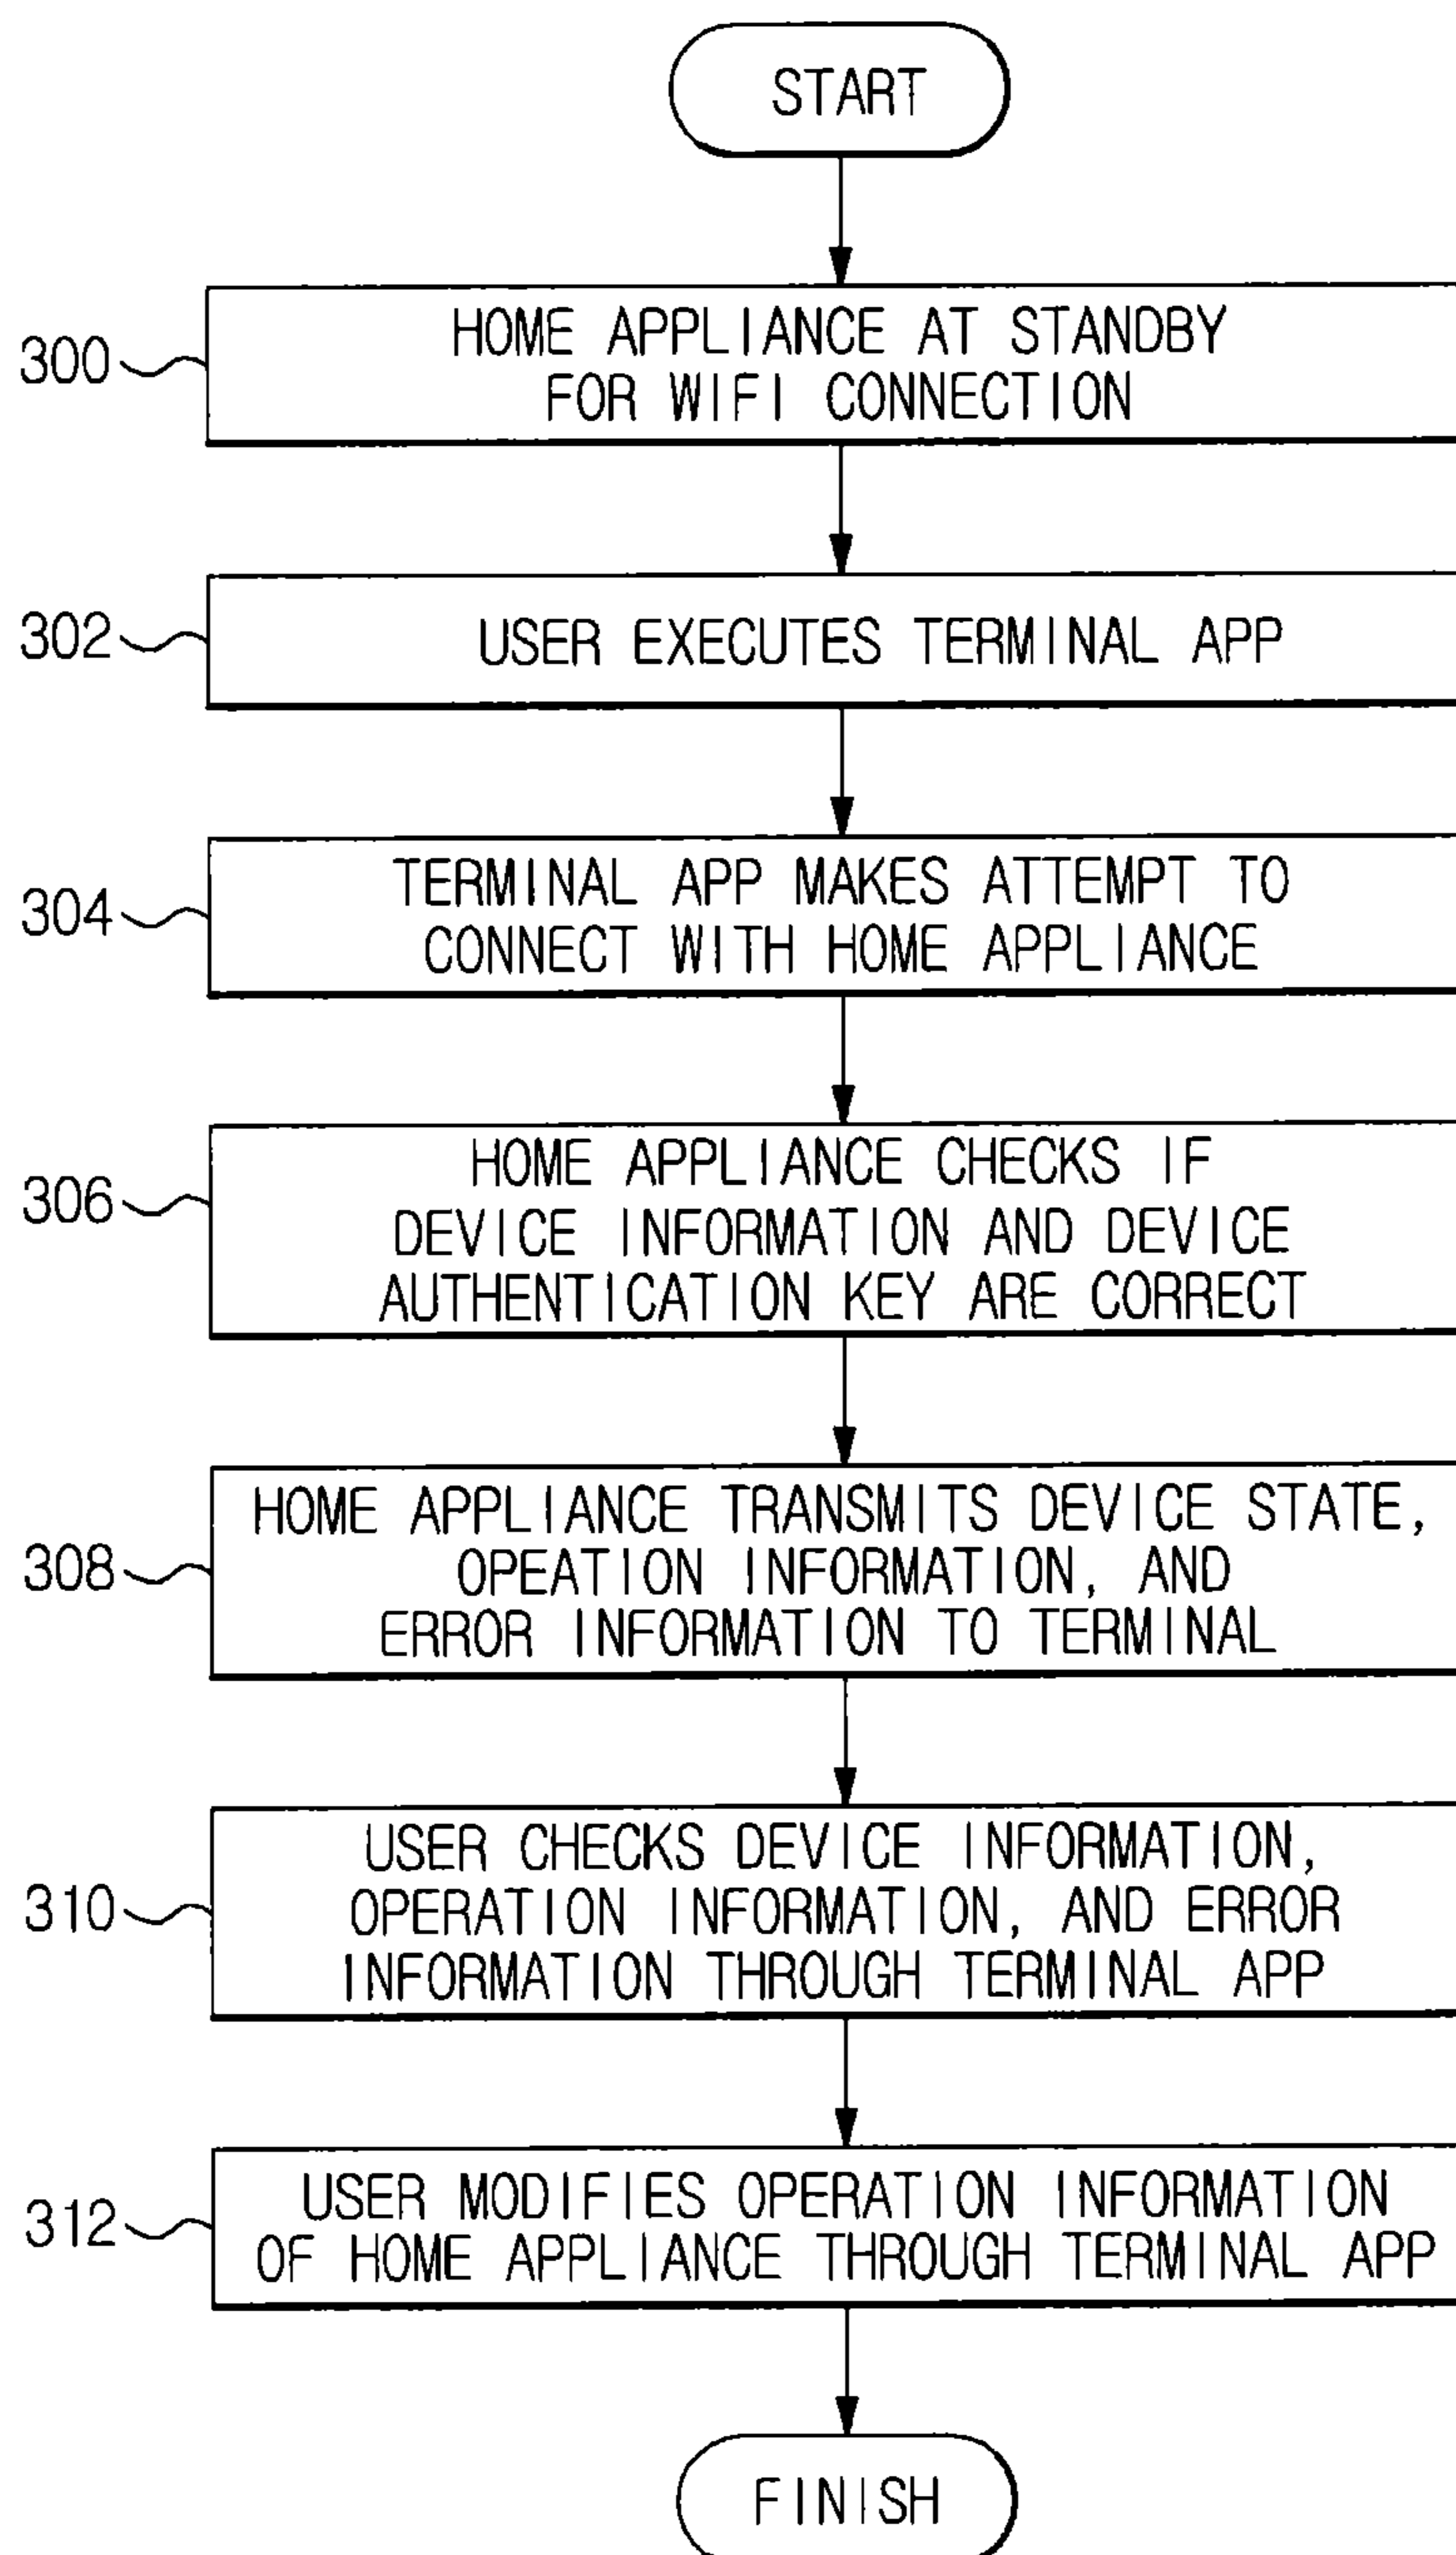 START
300
HOME APPLIANCE AT STANDBY
FOR WIFI CONNECTION
302
USER EXECUTES TERMINAL APP
304
TERMINAL APP MAKES ATTEMPT TO
CONNECT WITH HOME APPLIANCE
306
HOME APPLIANCE CHECKS IF
DEVICE INFORMATION AND DEVICE
AUTHENTICATION KEY ARE CORRECT
308
HOME APPLIANCE TRANSMITS DEVICE STATE,
OPEATION INFORMATION, AND
ERROR INFORMATION TO TERMINAL
310
USER CHECKS DEVICE INFORMATION,
OPERATION INFORMATION, AND ERROR
INFORMATION THROUGH TERMINAL APP
312
USER MODIFIES OPERATION INFORMATION
OF HOME APPLIANCE THROUGH TERMINAL APP
FINISH